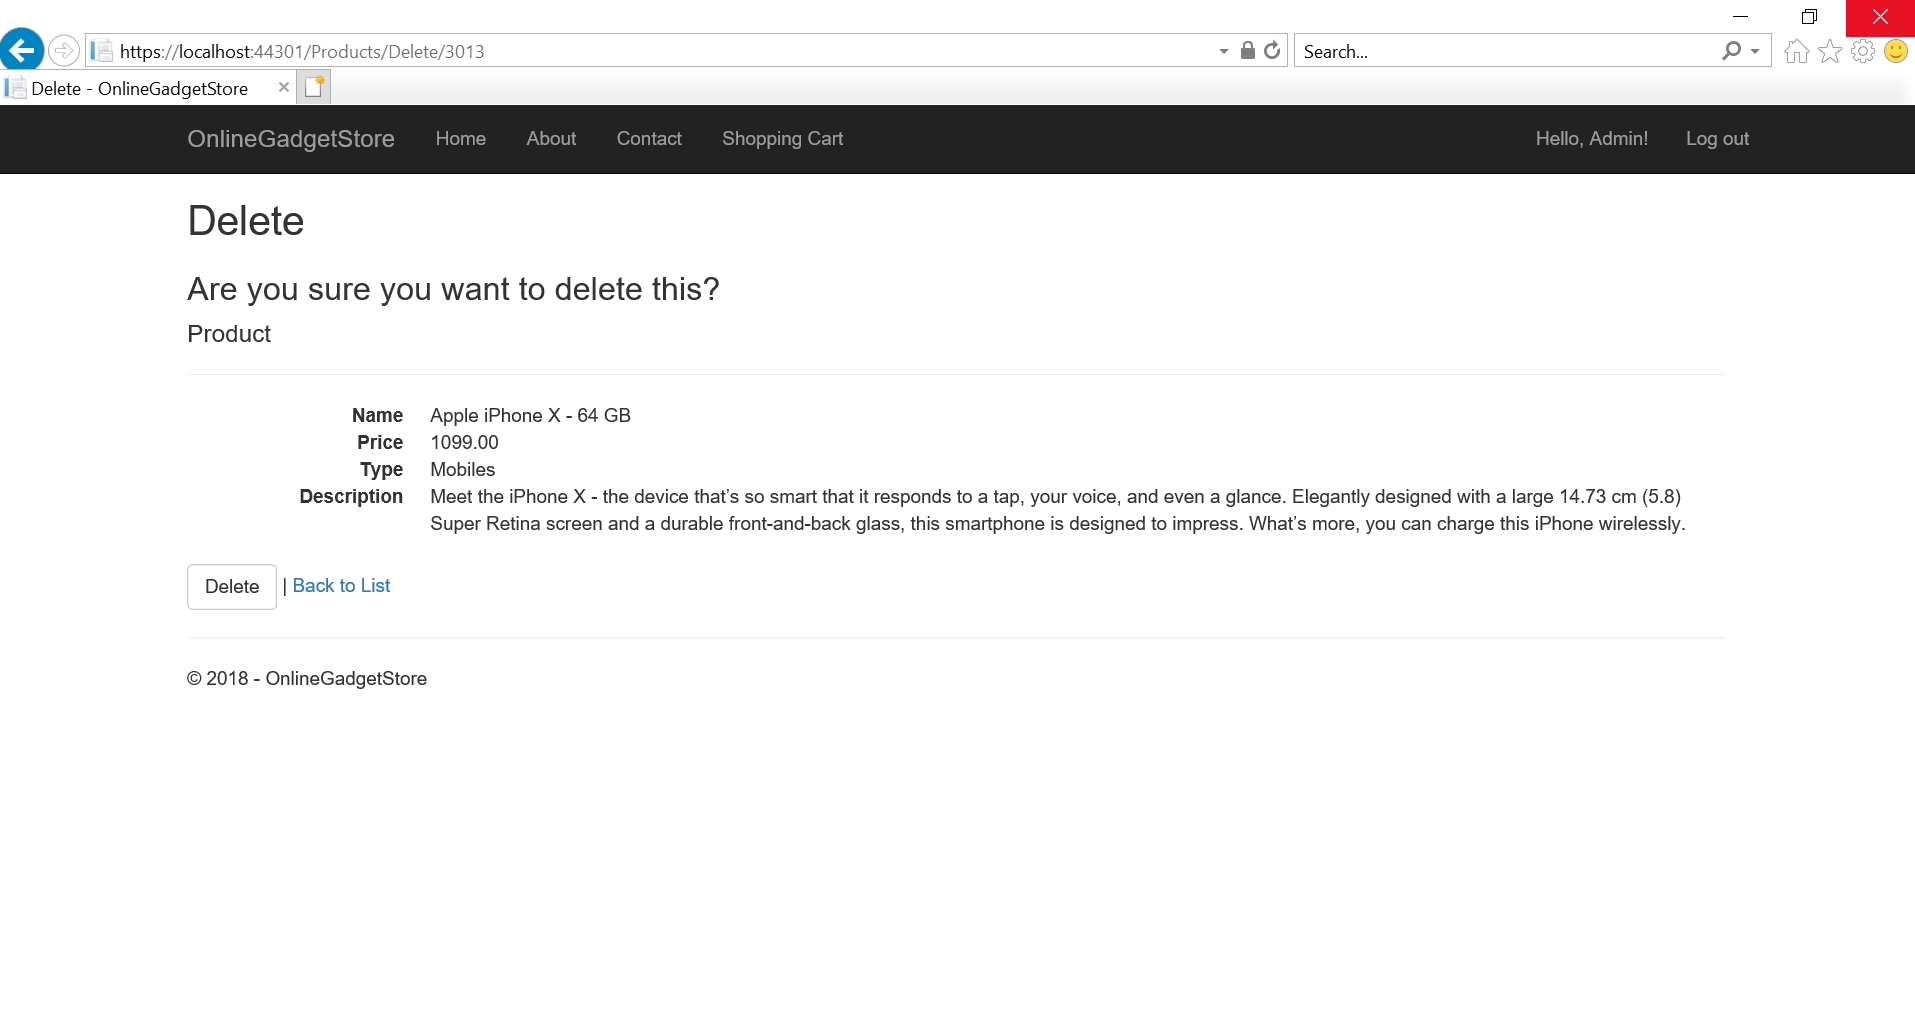 https://localhost:44301/Products/Delete/3013
Search...
Delete - OnlineGadgetStore
OnlineGadgetStore Home About Contact Shopping Cart Hello, Admin! Log out
Delete
Are you sure you want to delete this?
Product
Name Apple iPhone X - 64 GB
Price 1099.00
Type Mobiles
Description Meet the iPhone X - the device that’s so smart that it responds to a tap, your voice, and even a glance. Elegantly designed with a large 14.73 cm (5.8)
Super Retina screen and a durable front-and-back glass, this smartphone is designed to impress. What’s more, you can charge this iPhone wirelessly.
Delete | Back to List
© 2018 - OnlineGadgetStore